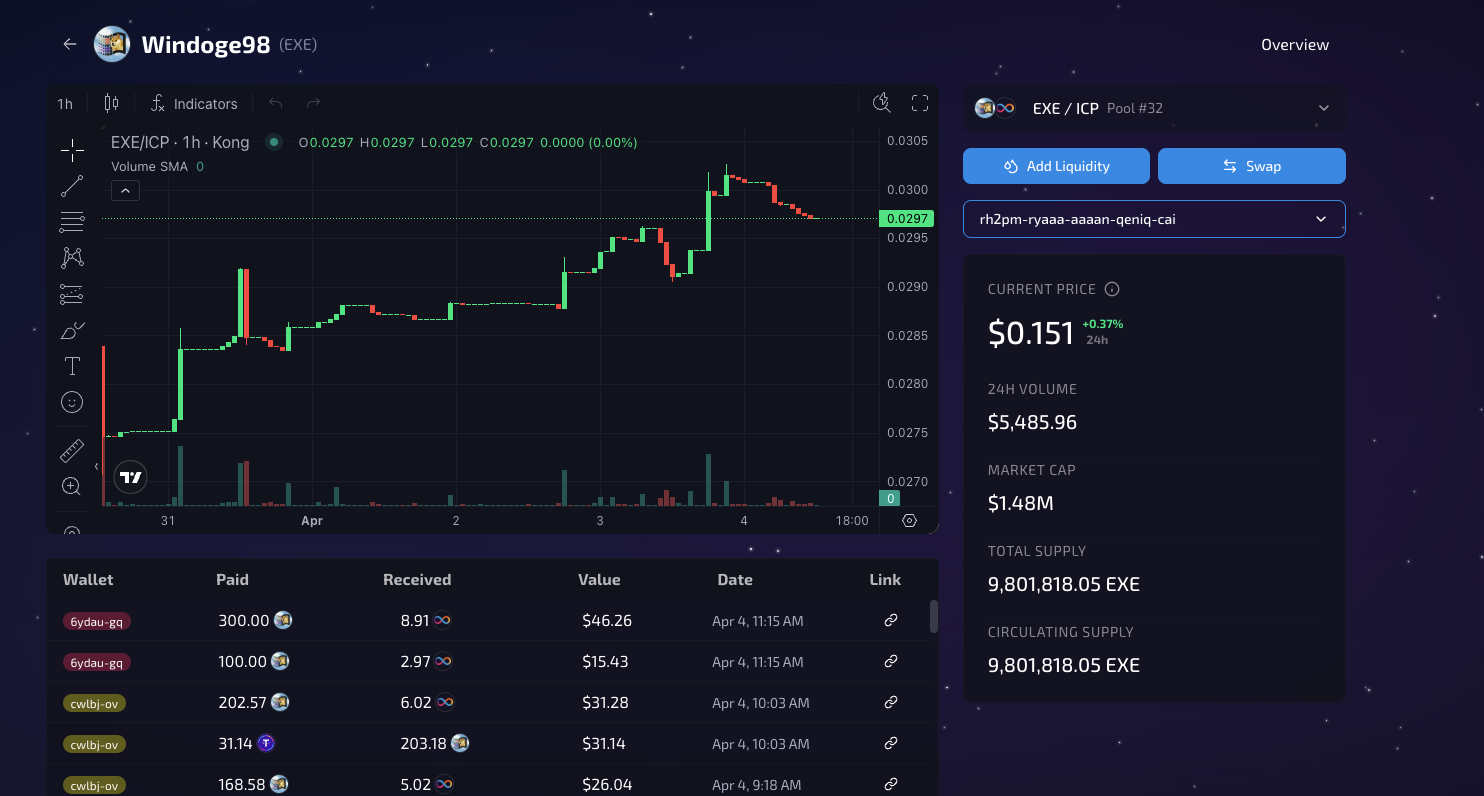 Windoge98 (EXE)
Overview
1h Indicators
EXE/ICP · 1h · Kong O0.0297 H0.0297 L0.0297 C0.0297 0.0000 (0.00%)
Volume SMA 0
0.0305
0.0300
0.0297
0.0295
0.0290
0.0285
0.0280
0.0275
0.0270
0
31 Apr 2 3 4 18:00
EXE / ICP Pool #32
Add Liquidity Swap
rh2pm-ryaaa-aaaan-qeniq-cai
CURRENT PRICE
$0.151 +0.37%
24h
24H VOLUME
$5,485.96
MARKET CAP
$1.48M
TOTAL SUPPLY
9,801,818.05 EXE
CIRCULATING SUPPLY
9,801,818.05 EXE
Wallet Paid Received Value Date Link
6ydau-gq 300.00 8.91 $46.26 Apr 4, 11:15 AM
6ydau-gq 100.00 2.97 $15.43 Apr 4, 11:15 AM
cwlbj-ov 202.57 6.02 $31.28 Apr 4, 10:03 AM
cwlbj-ov 31.14 203.18 $31.14 Apr 4, 10:03 AM
cwlbj-ov 168.58 5.02 $26.04 Apr 4, 9:18 AM